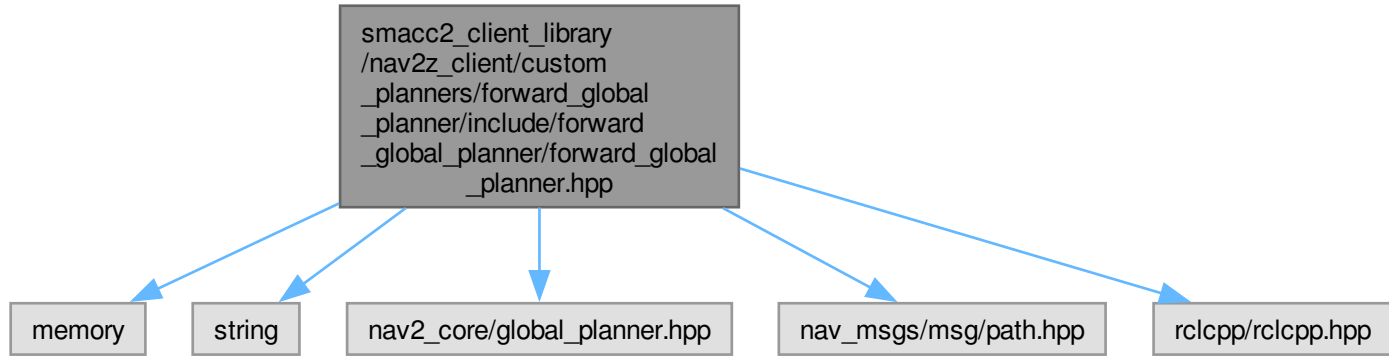 smacc2_client_library
/nav2z_client/custom
_planners/forward_global
_planner/include/forward
_global_planner/forward_global
_planner.hpp
memory
string
nav2_core/global_planner.hpp
nav_msgs/msg/path.hpp
rclcpp/rclcpp.hpp